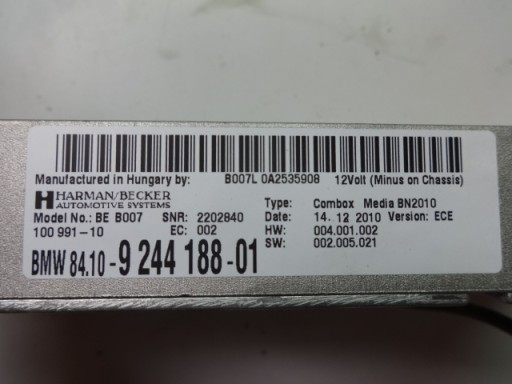 Manufactured in Hungary by: B007L 0A2535908 12Volt (Minus on Chassis)
HARMAN/BECKER Type: Combox Media BN2010
AUTOMOTIVE SYSTEMS
Model No.: BE B007 SNR: 2202840 Date: 14. 12 2010 Version: ECE
100 991-10 EC: 002 HW: 004.001.002
SW: 002.005.021
BMW 84.10-9 244 188-01